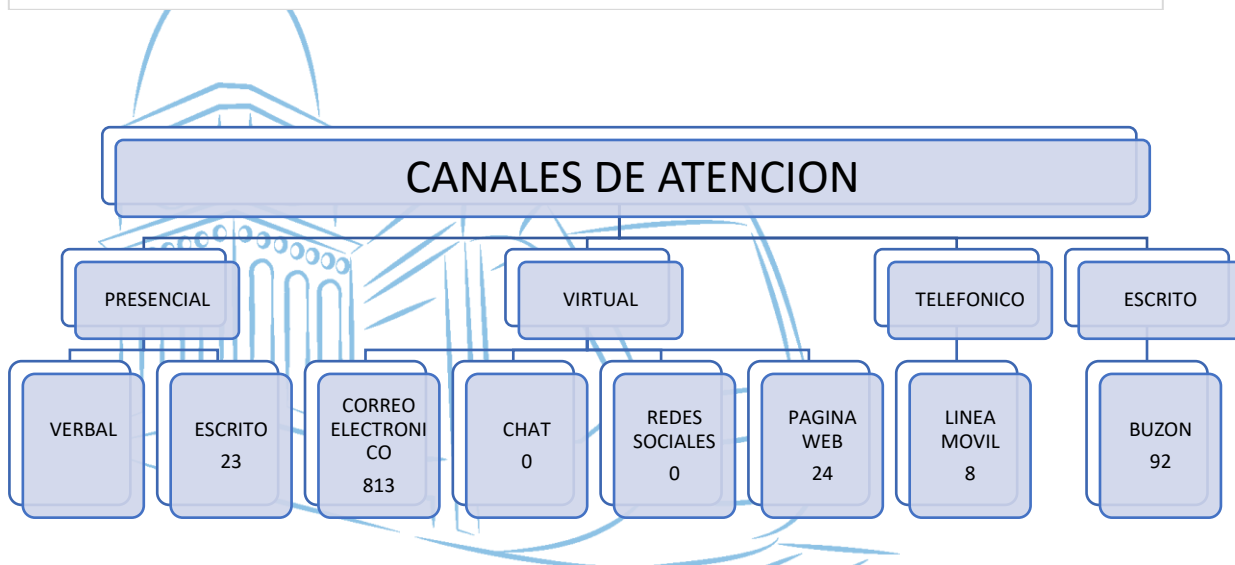 CANALES DE ATENCION
PRESENCIAL
VIRTUAL
TELEFONICO
ESCRITO
VERBAL
ESCRITO
23
CORREO
ELECTRONI
CO
813
CHAT
0
REDES
SOCIALES
0
PAGINA
WEB
24
LINEA
MOVIL
8
BUZON
92